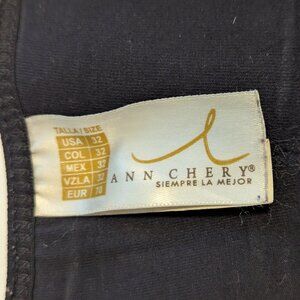 TALLA / SIZE
USA 32
COL 32
MEX 32
VZLA 32
EUR 70
ANN CHERY®
SIEMPRE LA MEJOR